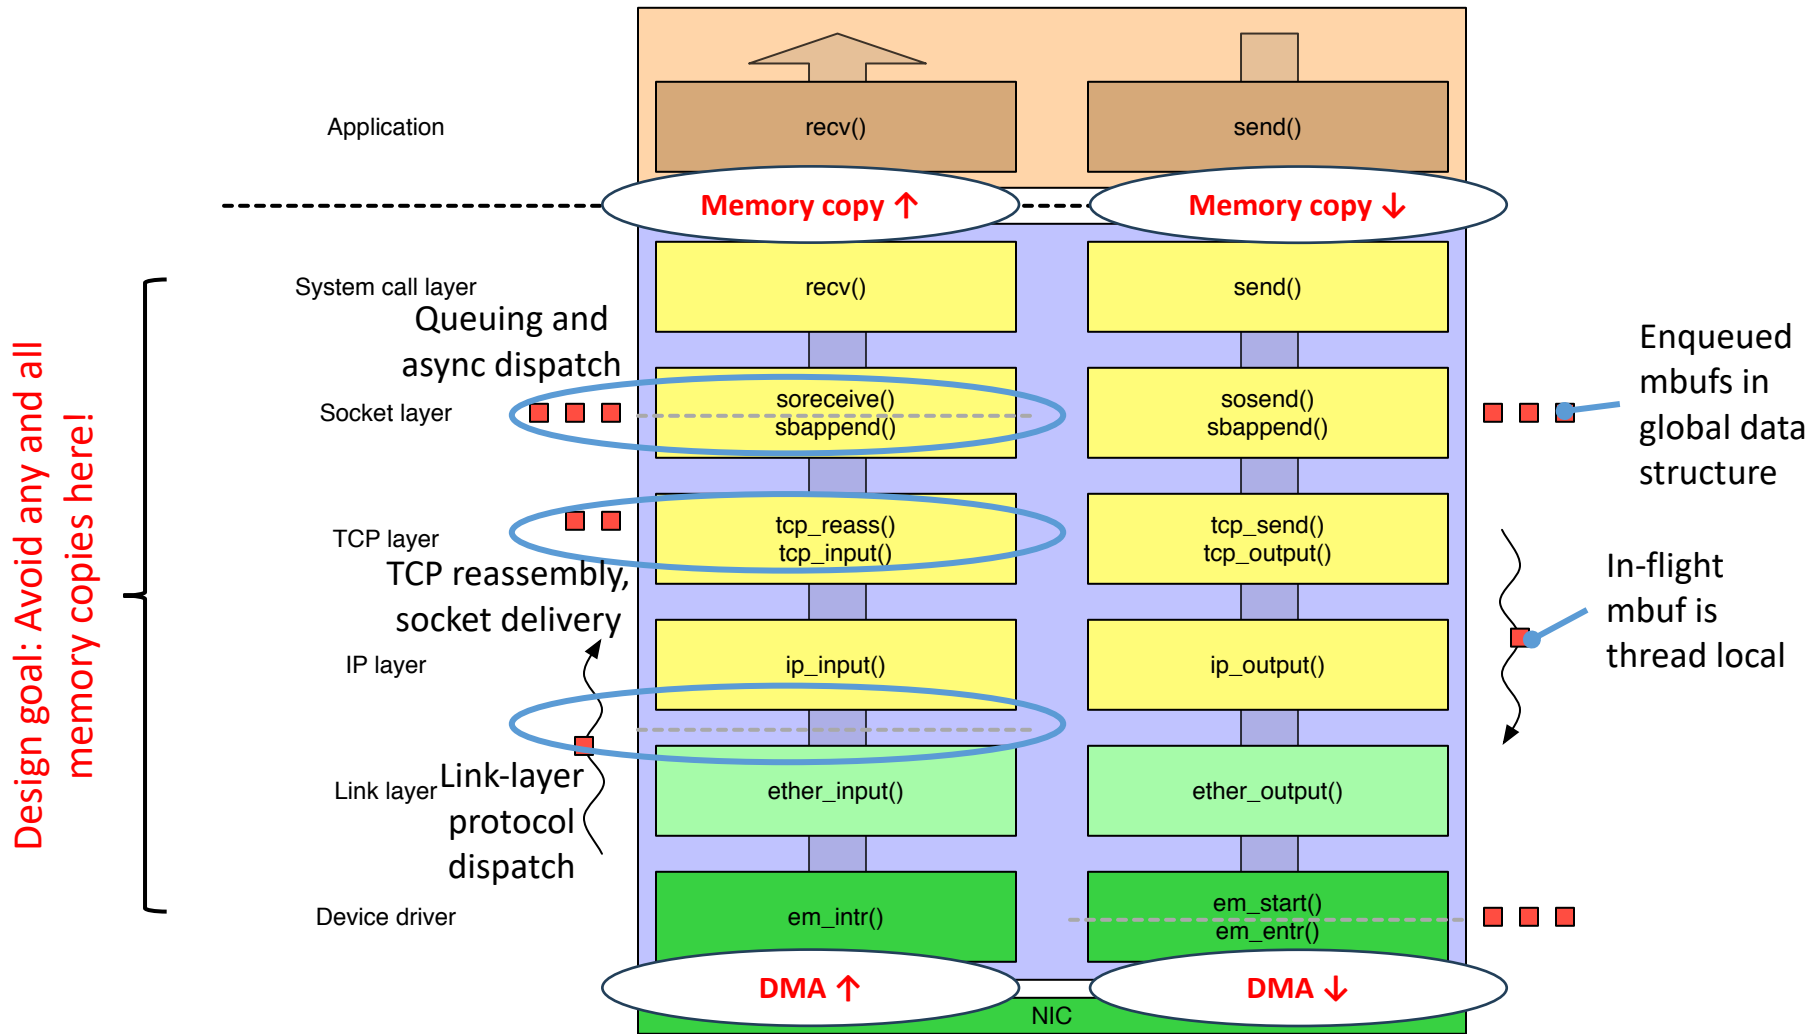 Application
recv()
send()
Memory copy ↑
Memory copy ↓
System call layer
recv()
send()
Queuing and
async dispatch
Socket layer
soreceive()
sbappend()
sosend()
sbappend()
Enqueued
mbufs in
global data
structure
TCP layer
tcp_reass()
tcp_input()
tcp_send()
tcp_output()
TCP reassembly,
socket delivery
In-flight
mbuf is
thread local
IP layer
ip_input()
ip_output()
Link layer
Link-layer
protocol
dispatch
ether_input()
ether_output()
Device driver
em_intr()
em_start()
em_entr()
DMA ↑
DMA ↓
NIC
Design goal: Avoid any and all
memory copies here!